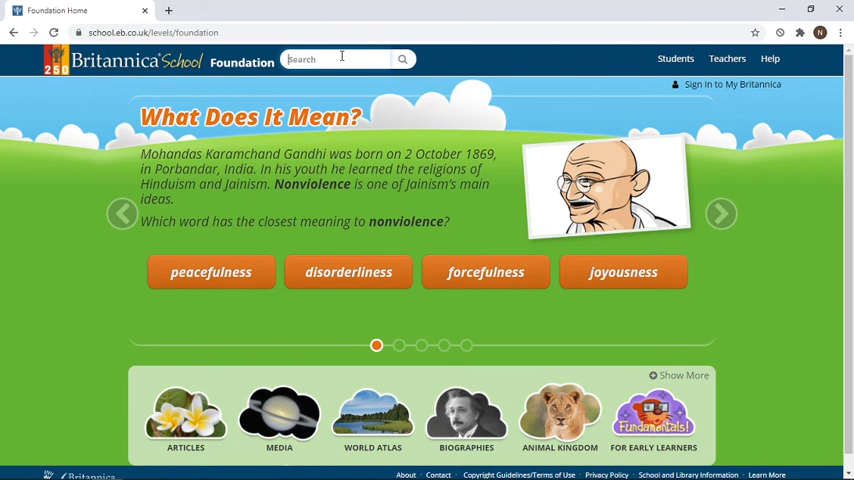 Foundation Home
school.eb.co.uk/levels/foundation
N
250
Britannica School Foundation
Search
Students
Teachers
Help
Sign In to My Britannica
What Does It Mean?
Mohandas Karamchand Gandhi was born on 2 October 1869,
in Porbandar, India. In his youth he learned the religions of
Hinduism and Jainism. Nonviolence is one of Jainism's main
ideas.
Which word has the closest meaning to nonviolence?
peacefulness
disorderliness
forcefulness
joyousness
Show More
Fundamentals!
ARTICLES
MEDIA
WORLD ATLAS
BIOGRAPHIES
ANIMAL KINGDOM
FOR EARLY LEARNERS
About · Contact · Copyright Guidelines/Terms of Use · Privacy Policy · School and Library Information · Learn More